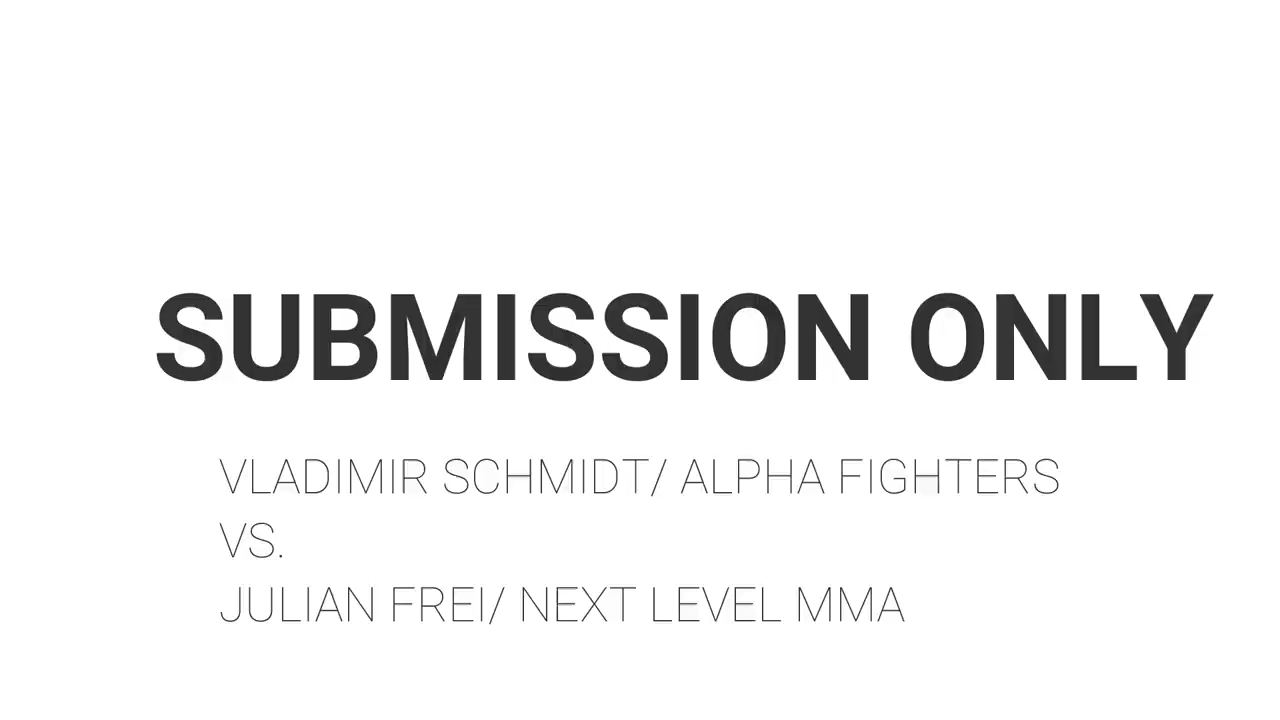 SUBMISSION ONLY
VLADIMIR SCHMIDT/ ALPHA FIGHTERS
VS.
JULIAN FREI/ NEXT LEVEL MMA